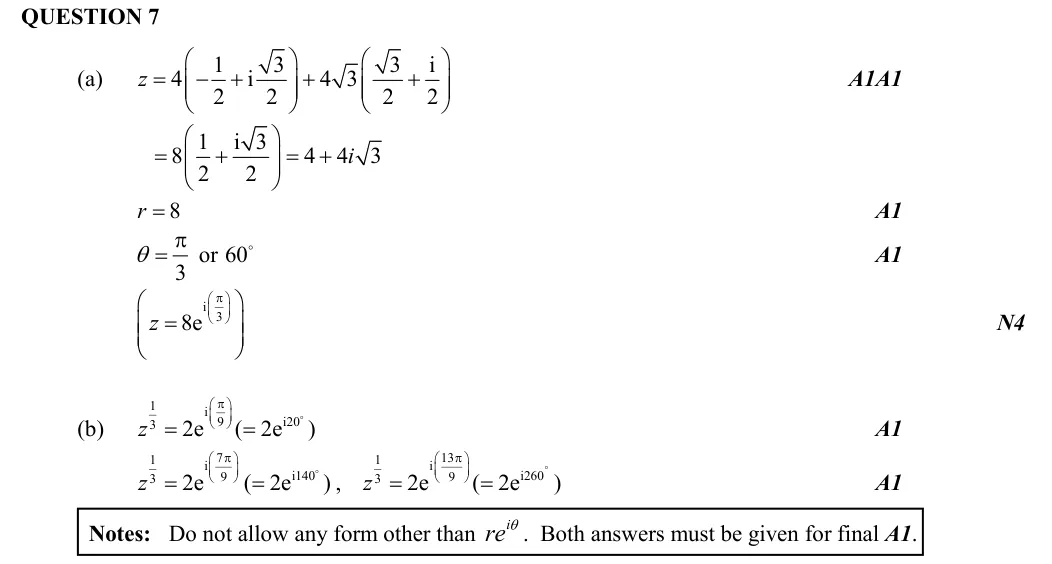 QUESTION 7
(a) z = 4(−1/2 + i√3/2) + 4√3(√3/2 + i/2) A1A1
= 8(1/2 + i√3/2) = 4 + 4i√3
r = 8 A1
θ = π/3 or 60° A1
(z = 8e^(i(π/3))) N4
(b) z^(1/3) = 2e^(i(π/9)) (= 2e^(i20°)) A1
z^(1/3) = 2e^(i(7π/9)) (= 2e^(i140°)), z^(1/3) = 2e^(i(13π/9)) (= 2e^(i260°)) A1
Notes: Do not allow any form other than re^(iθ). Both answers must be given for final A1.